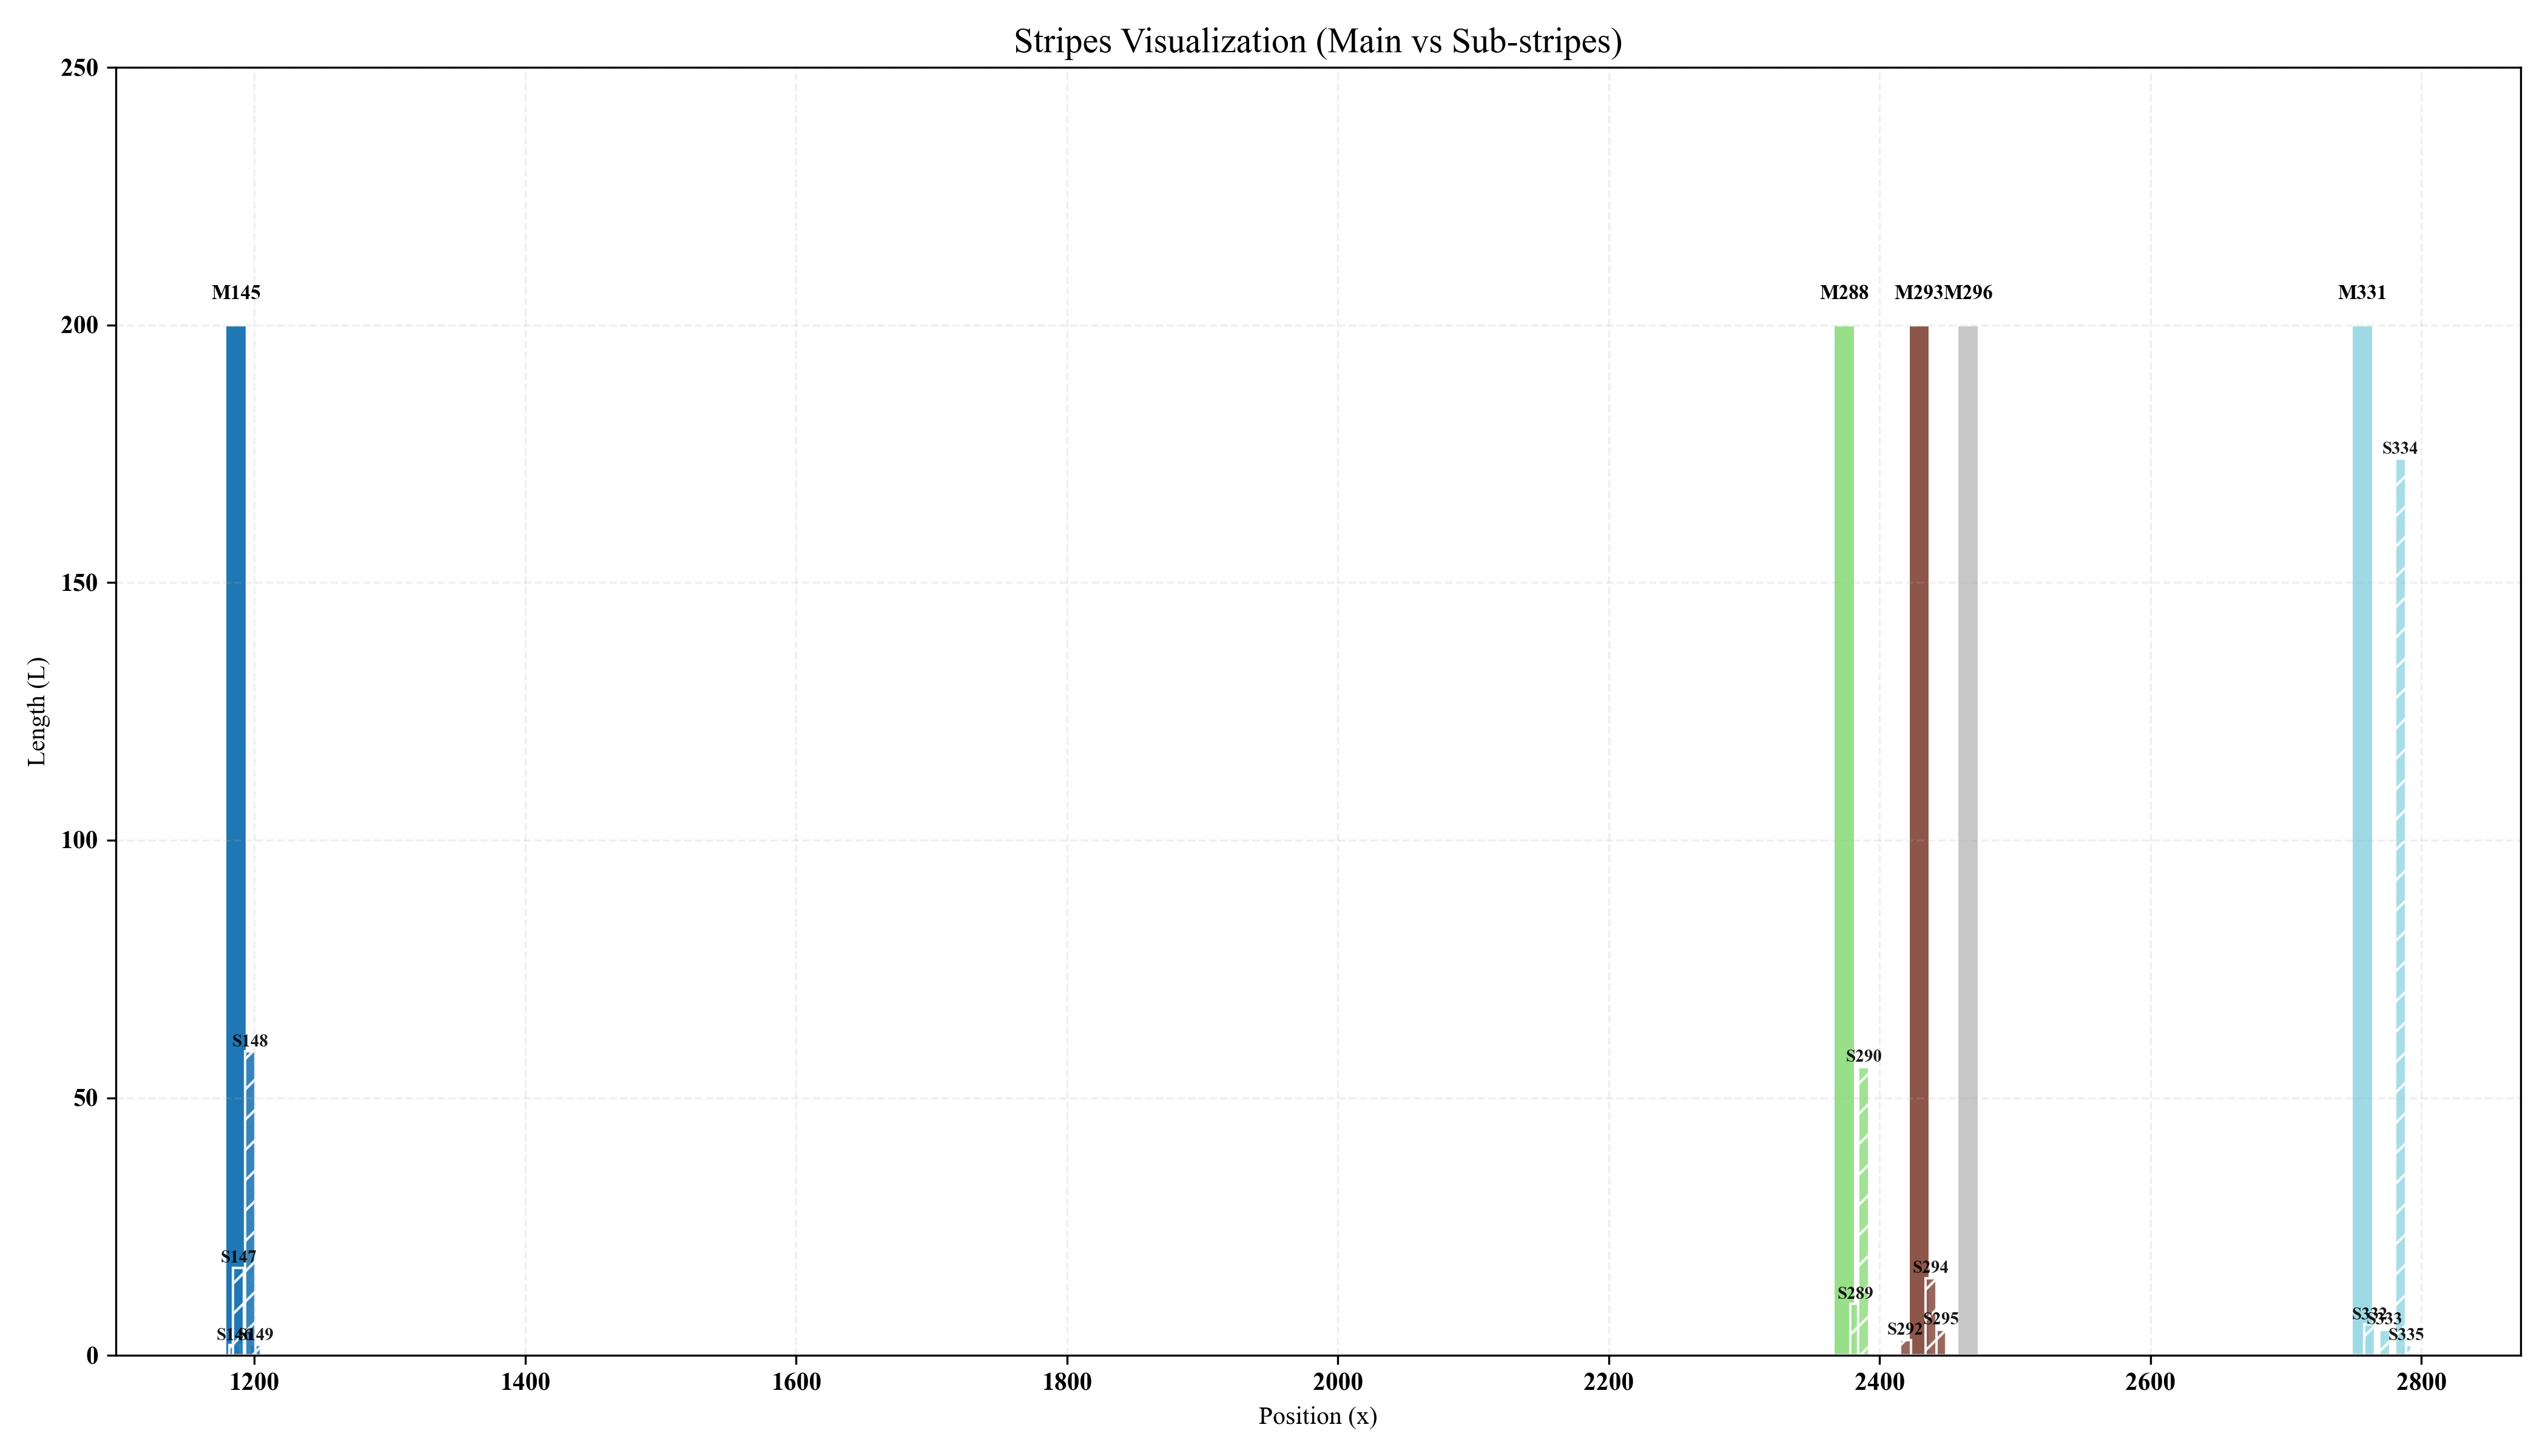 Stripes Visualization (Main vs Sub-stripes)
250
M145 M288 M293 M296 M331
200
S334
150
Length (L)
100
S148 S290
50
S147 S294
S289
S332 S333
S295
S292
S146 S149 S335
0
1200 1400 1600 1800 2000 2200 2400 2600 2800
Position (x)